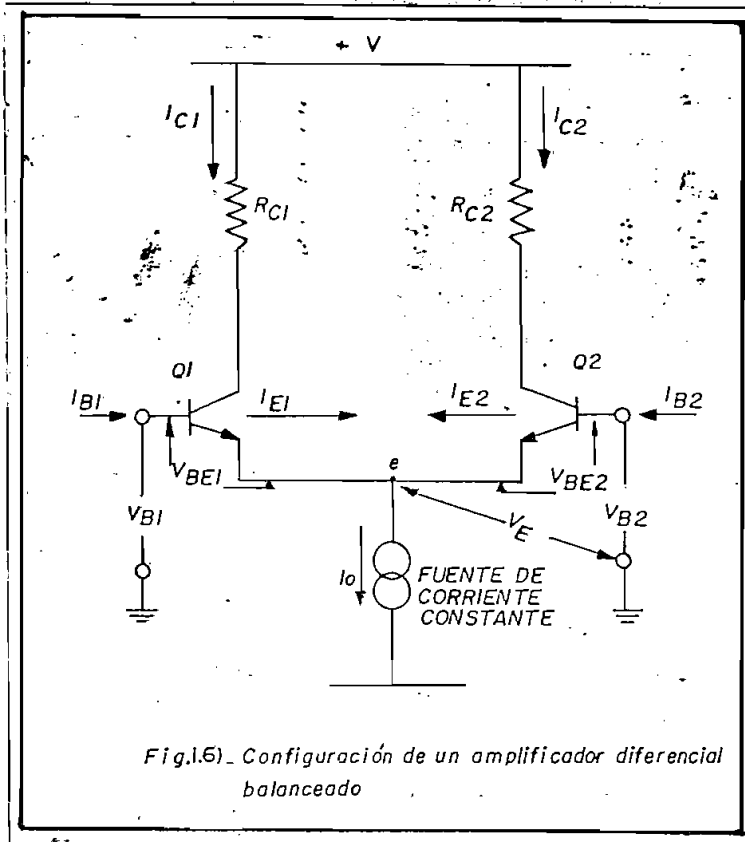 + V
I C1
I C2
R C1
R C2
Q1
Q2
I B1
I E1
I E2
I B2
V BE1
e
V BE2
V B1
V E
V B2
Io
FUENTE DE
CORRIENTE
CONSTANTE
Fig.1.6)_ Configuración de un amplificador diferencial
balanceado